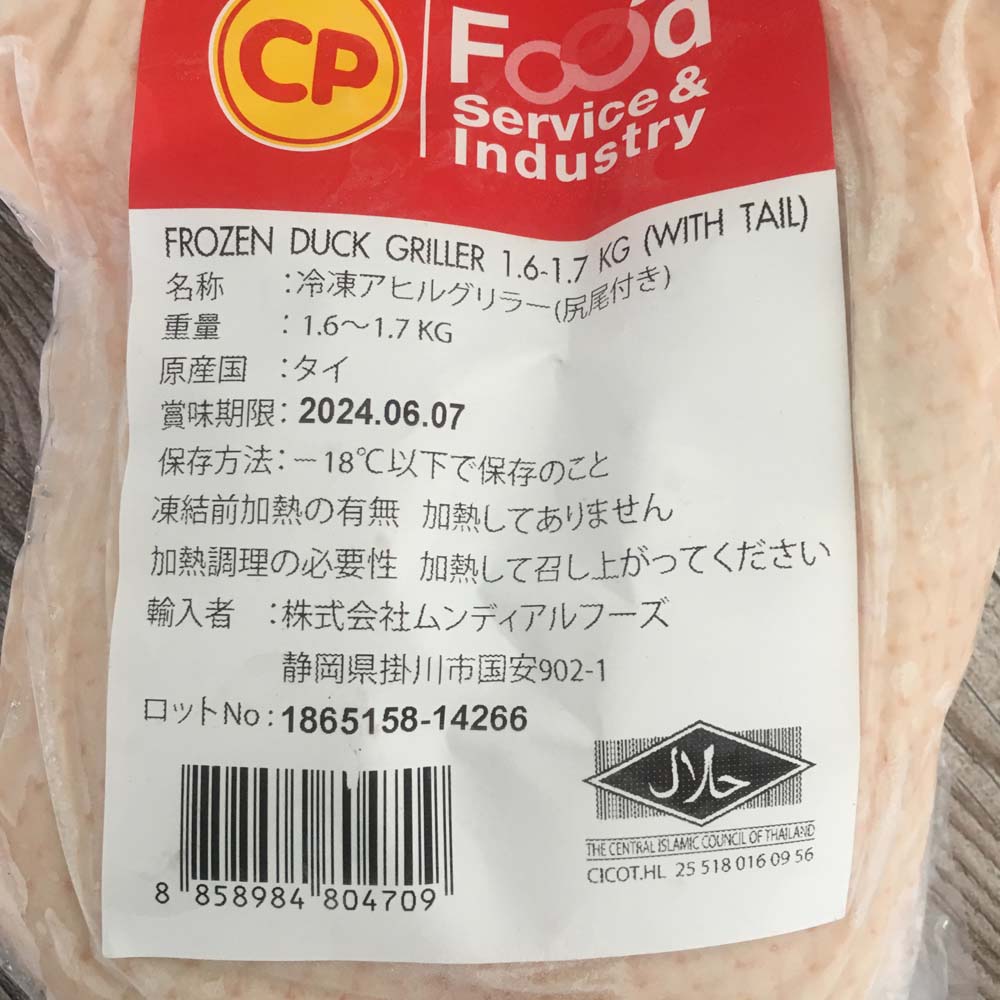 CP
Food
Service &
Industry
FROZEN DUCK GRILLER 1.6-1.7 KG (WITH TAIL)
名称 :冷凍アヒルグリラー(尻尾付き)
重量 : 1.6～1.7 KG
原産国 :タイ
賞味期限: 2024.06.07
保存方法:－18℃以下で保存のこと
凍結前加熱の有無 加熱してありません
加熱調理の必要性 加熱して召し上がってください
輸入者 :株式会社ムンディアルフーズ
静岡県掛川市国安902-1
ロットNo: 1865158-14266
حلال
THE CENTRAL ISLAMIC COUNCIL OF THAILAND
CICOT.HL 25 518 016 09 56
8 858984 804709